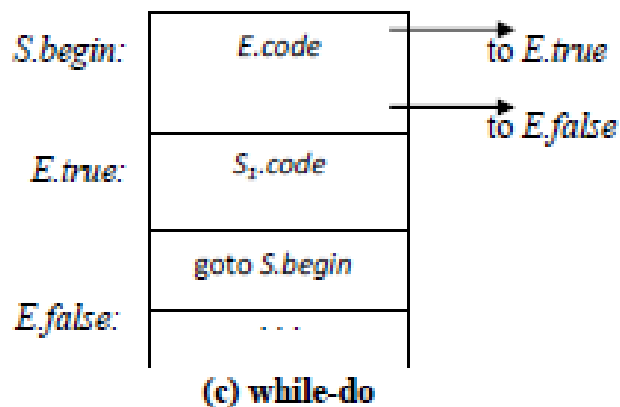 S.begin: E.code to E.true
to E.false
E.true: S₁.code
goto S.begin
E.false: ...
(c) while-do